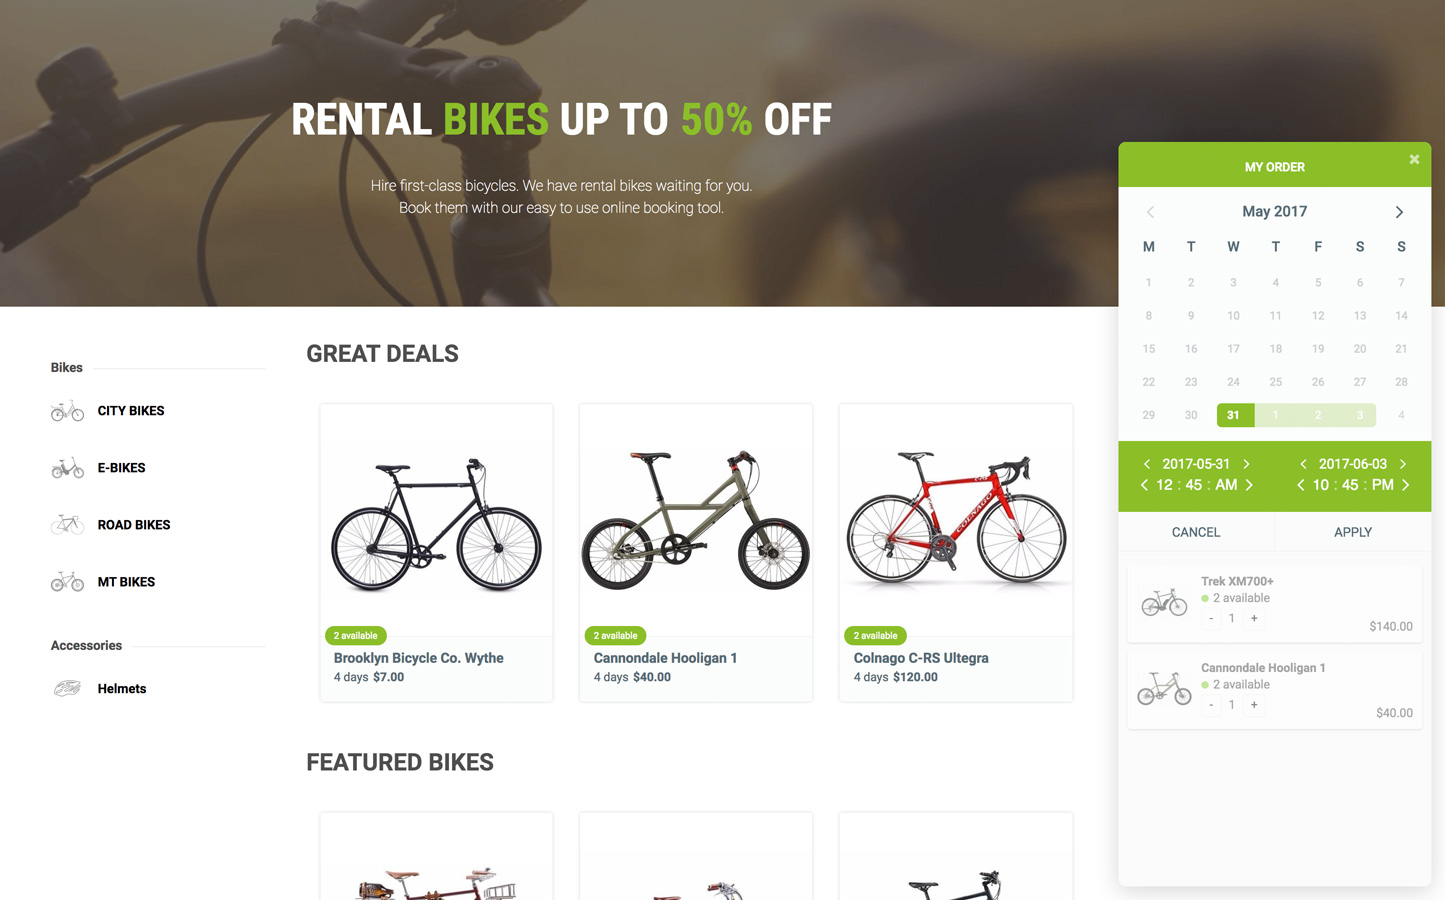 RENTAL BIKES UP TO 50% OFF
Hire first-class bicycles. We have rental bikes waiting for you.
Book them with our easy to use online booking tool.
Bikes
CITY BIKES
E-BIKES
ROAD BIKES
MT BIKES
Accessories
Helmets
GREAT DEALS
2 available
Brooklyn Bicycle Co. Wythe
4 days $7.00
2 available
Cannondale Hooligan 1
4 days $40.00
COLNAGO
2 available
Colnago C-RS Ultegra
4 days $120.00
FEATURED BIKES
MY ORDER
May 2017
M T W T F S S
1 2 3 4 5 6 7
8 9 10 11 12 13 14
15 16 17 18 19 20 21
22 23 24 25 26 27 28
29 30 31 1 2 3 4
2017-05-31 2017-06-03
12 : 45 : AM 10 : 45 : PM
CANCEL APPLY
Trek XM700+
2 available
- 1 +
$140.00
Cannondale Hooligan 1
2 available
- 1 +
$40.00